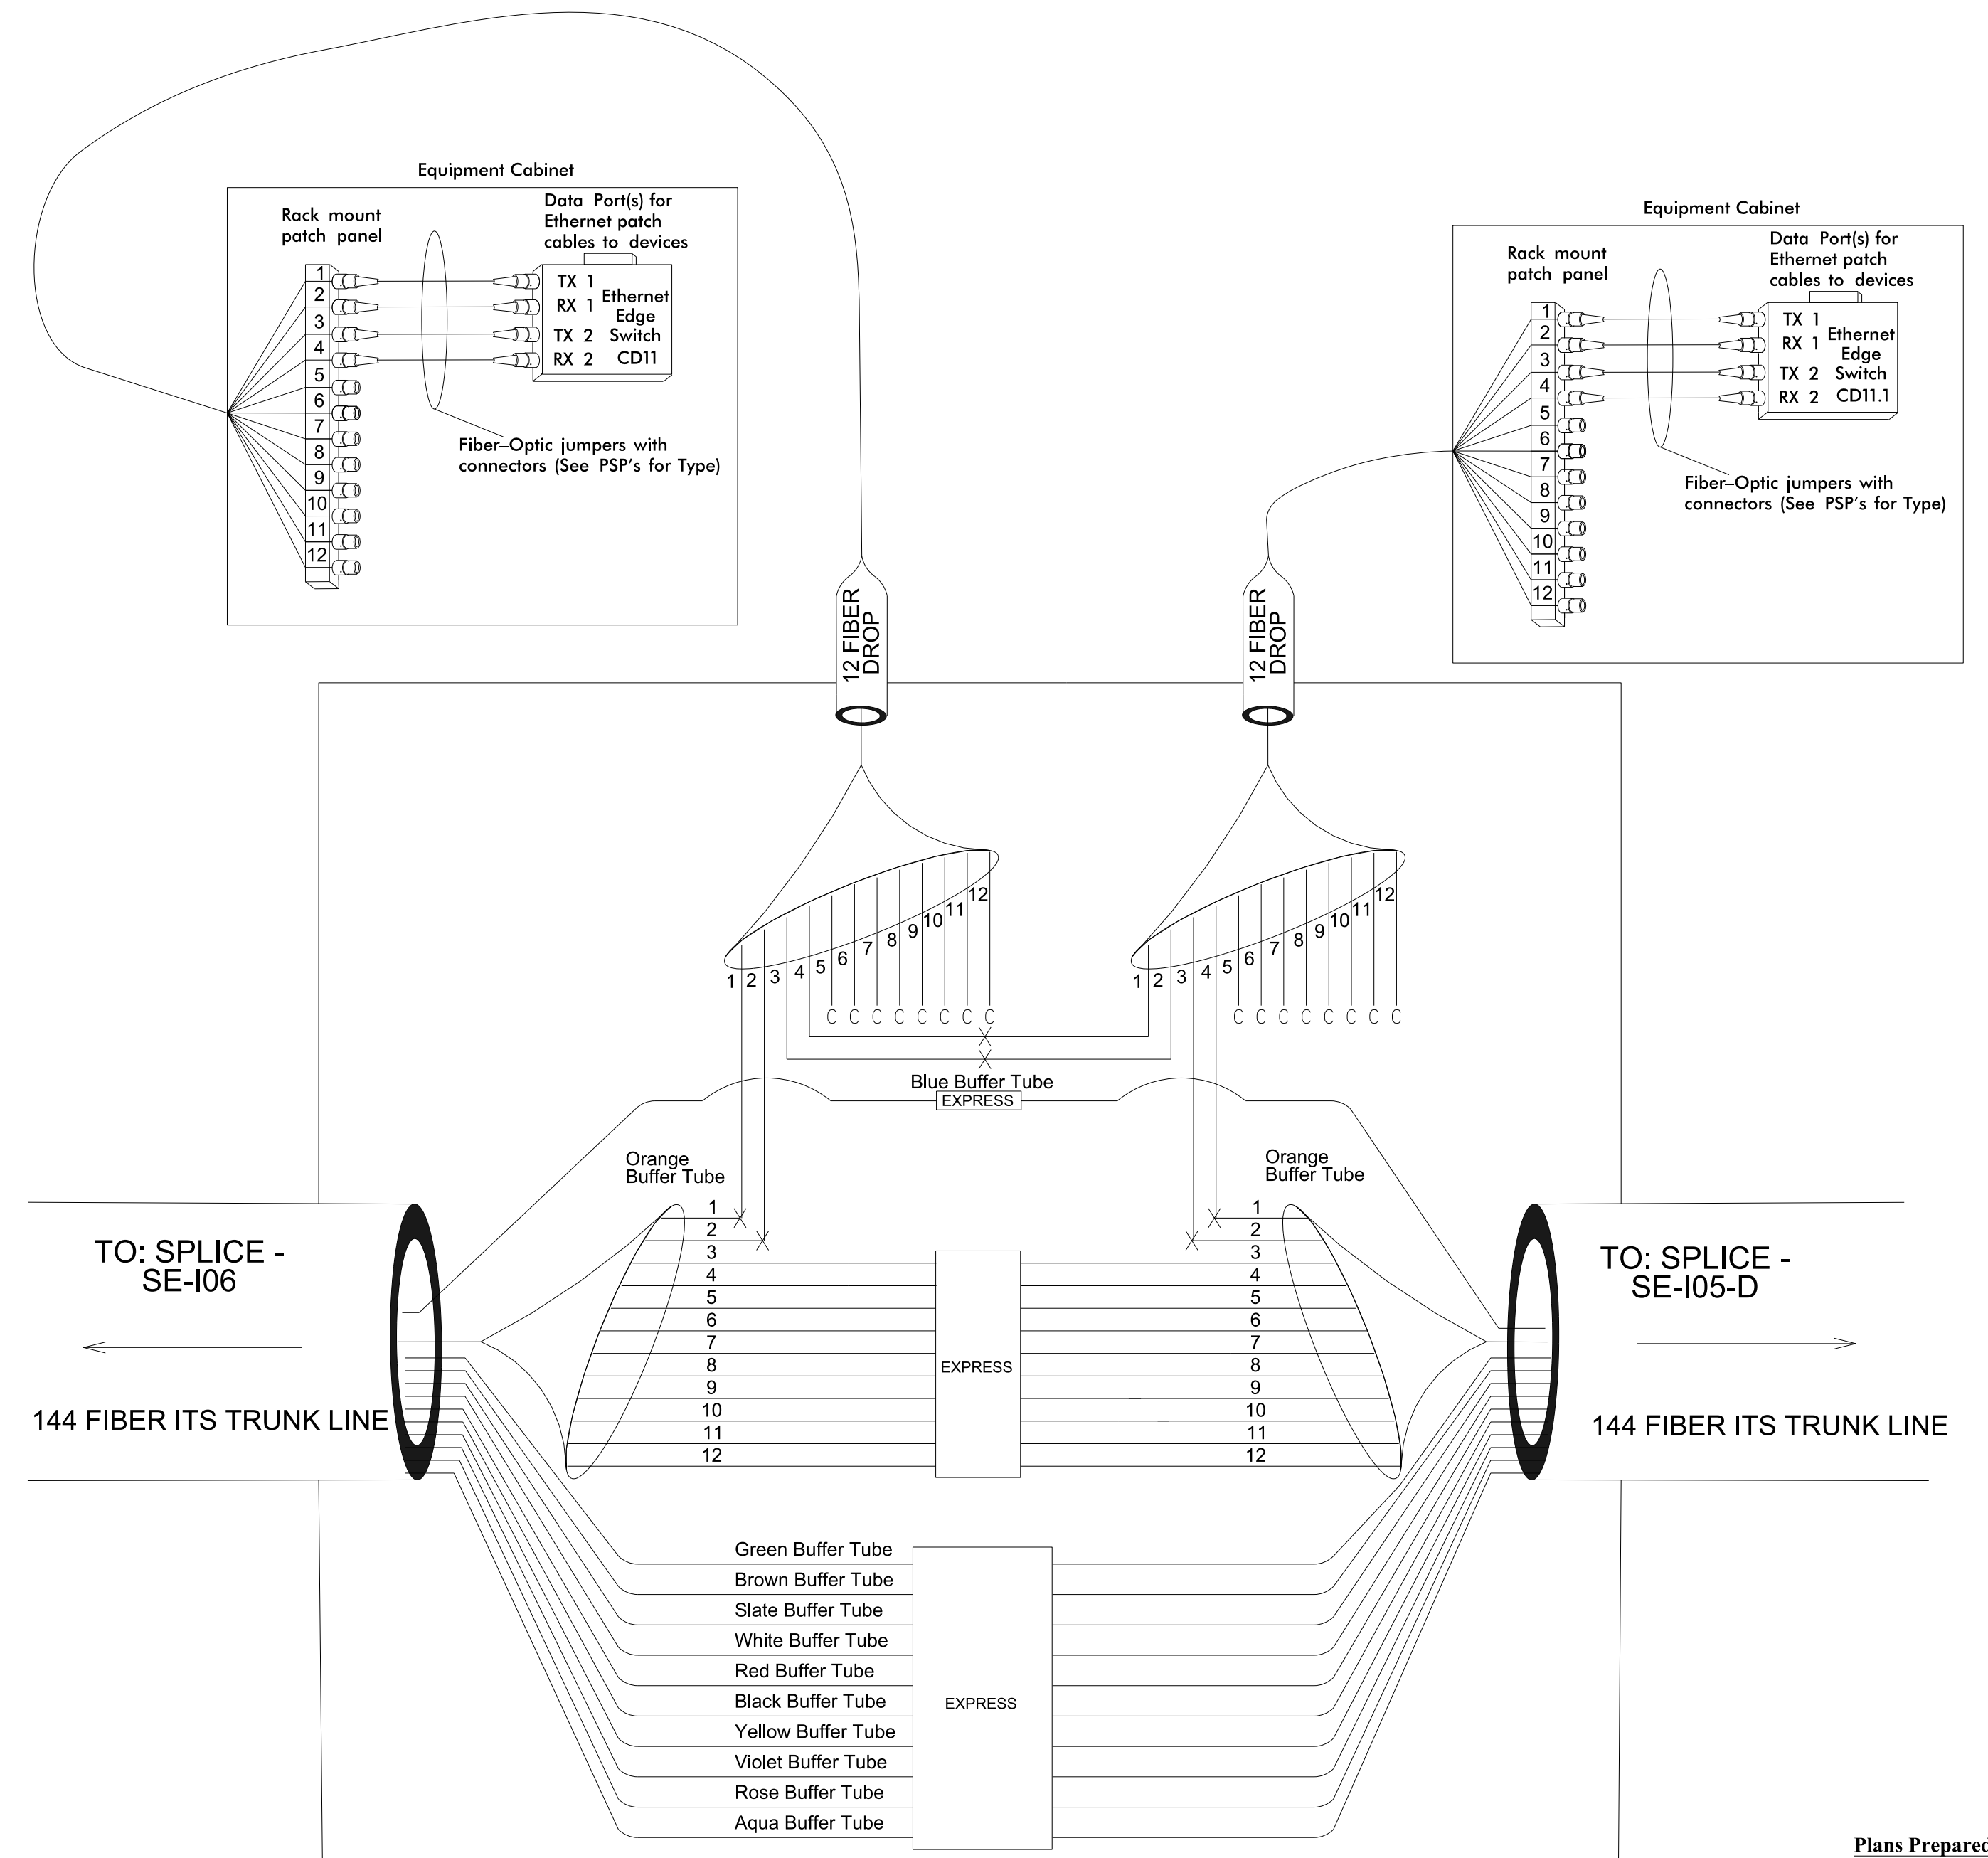 Equipment Cabinet
Rack mount
patch panel
Data Port(s) for
Ethernet patch
cables to devices
1
2
3
4
5
6
7
8
9
10
11
12
TX 1
RX 1
TX 2
RX 2
Ethernet
Edge
Switch
CD11
Fiber–Optic jumpers with
connectors (See PSP's for Type)
Equipment Cabinet
Rack mount
patch panel
Data Port(s) for
Ethernet patch
cables to devices
1
2
3
4
5
6
7
8
9
10
11
12
TX 1
RX 1
TX 2
RX 2
Ethernet
Edge
Switch
CD11.1
Fiber–Optic jumpers with
connectors (See PSP's for Type)
12 FIBER
DROP
12 FIBER
DROP
1 2 3 4 5 6 7 8 9 10 11 12
C C C C C C C C
1 2 3 4 5 6 7 8 9 10 11 12
C C C C C C C C
Blue Buffer Tube
EXPRESS
Orange
Buffer Tube
1
2
3
4
5
6
7
8
9
10
11
12
EXPRESS
Orange
Buffer Tube
1
2
3
4
5
6
7
8
9
10
11
12
TO: SPLICE -
SE-I06
144 FIBER ITS TRUNK LINE
TO: SPLICE -
SE-I05-D
144 FIBER ITS TRUNK LINE
Green Buffer Tube
Brown Buffer Tube
Slate Buffer Tube
White Buffer Tube
Red Buffer Tube
Black Buffer Tube
Yellow Buffer Tube
Violet Buffer Tube
Rose Buffer Tube
Aqua Buffer Tube
EXPRESS
Plans Prepared